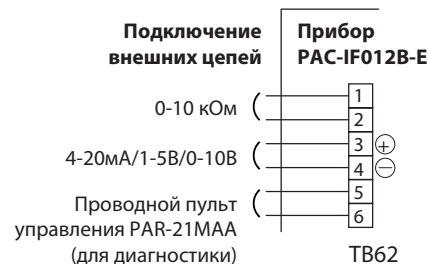 Подключение
внешних цепей
Прибор
PAC-IF012B-E
0-10 кОм
1
2
4-20мА/1-5В/0-10В
3 +
4 −
Проводной пульт
управления PAR-21MAA
(для диагностики)
5
6
TB62